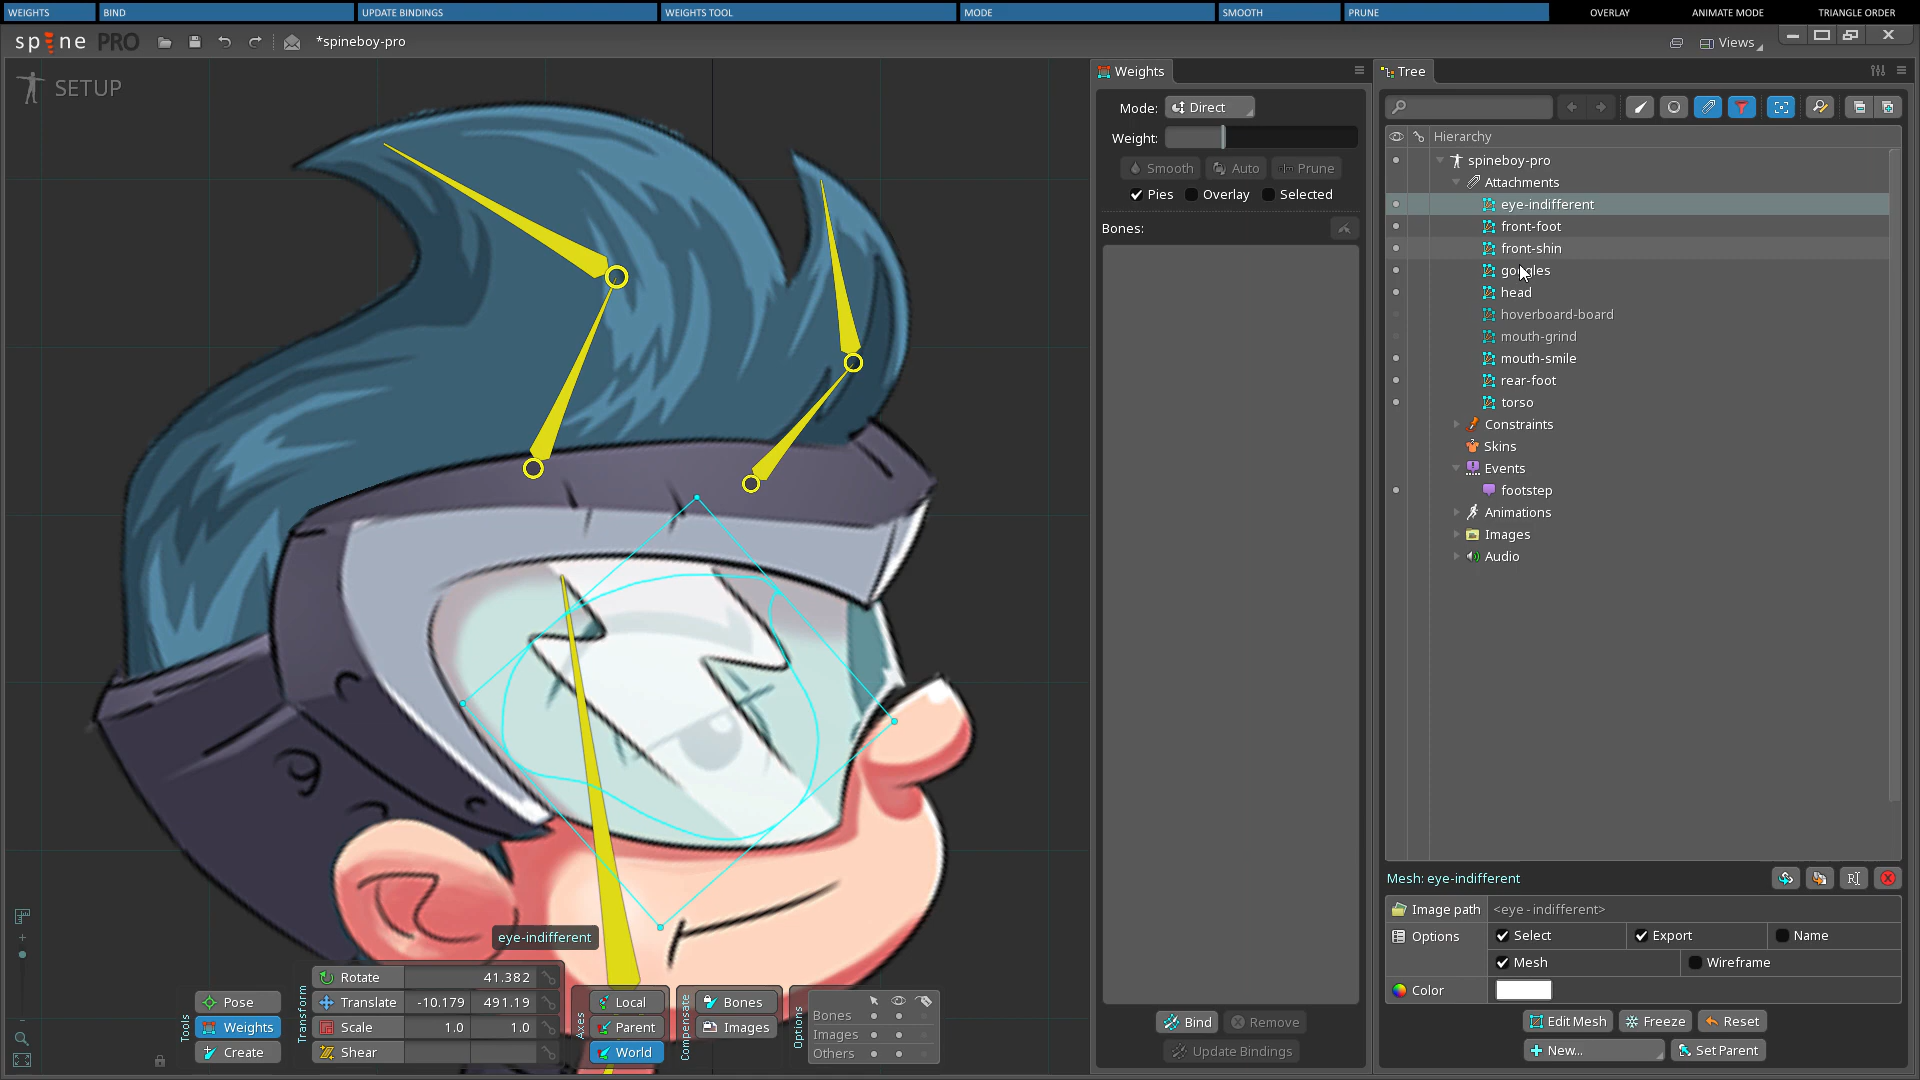 WEIGHTS BIND UPDATE BINDINGS WEIGHTS TOOL MODE SMOOTH PRUNE OVERLAY ANIMATE MODE TRIANGLE ORDER
spine PRO *spineboy-pro Views
SETUP
Weights
Mode: Direct
Weight:
Smooth Auto Prune
Pies Overlay Selected
Bones:
Bind Remove
Update Bindings
Tree
Hierarchy
spineboy-pro
Attachments
eye-indifferent
front-foot
front-shin
goggles
head
hoverboard-board
mouth-grind
mouth-smile
rear-foot
torso
Constraints
Skins
Events
footstep
Animations
Images
Audio
Mesh: eye-indifferent
Image path <eye-indifferent>
Options Select Export Name
Mesh Wireframe
Color
Edit Mesh Freeze Reset
New... Set Parent
eye-indifferent
Tools
Pose
Weights
Create
Transform
Rotate 41.382
Translate -10.179 491.19
Scale 1.0 1.0
Shear
Axes
Local
Parent
World
Compensate
Bones
Images
Options
Bones
Images
Others